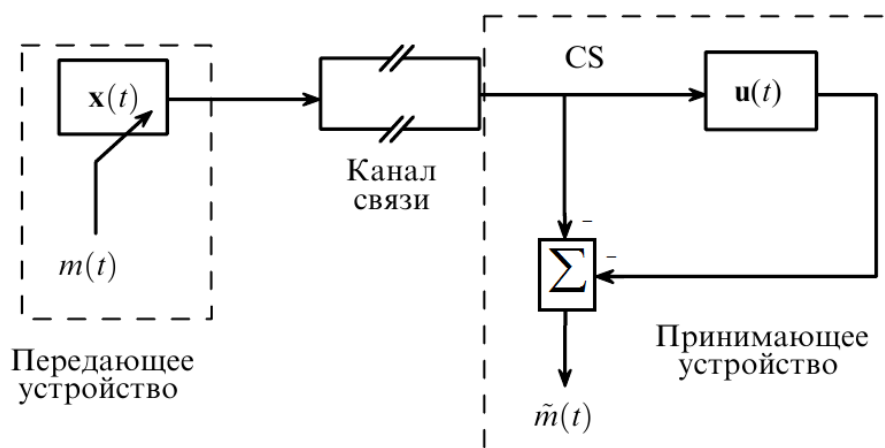 CS
x(t)
u(t)
Канал
связи
m(t)
–
–
∑
Передающее
устройство
Принимающее
устройство
m̃(t)